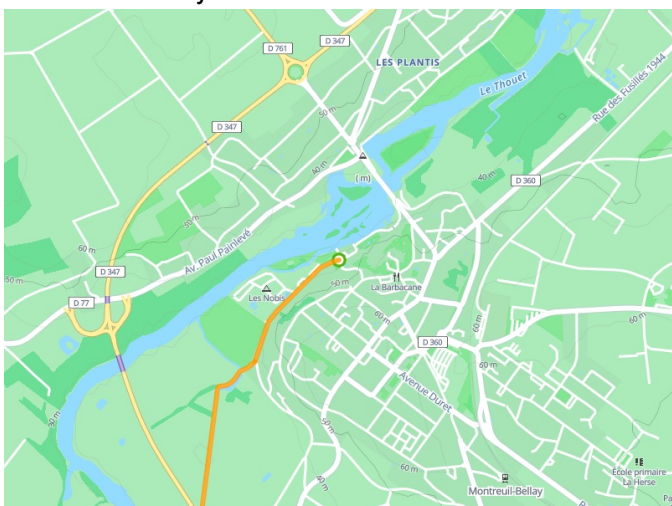 D 761
D 347
LES PLANTIS
Le Thouet
Rue des Fusillés 1944
50 m
D 347
40 m
( m)
40 m
D 360
50 m
60 m
Av. Paul Painlevé
50 m
D 347
D 77
Les Nobis
50 m
La Barbacane
60 m
60 m
60 m
D 360
60 m
Avenue Duret
30 m
50 m
60 m
60 m
60 m
École primaire
La Herse
Montreuil-Bellay